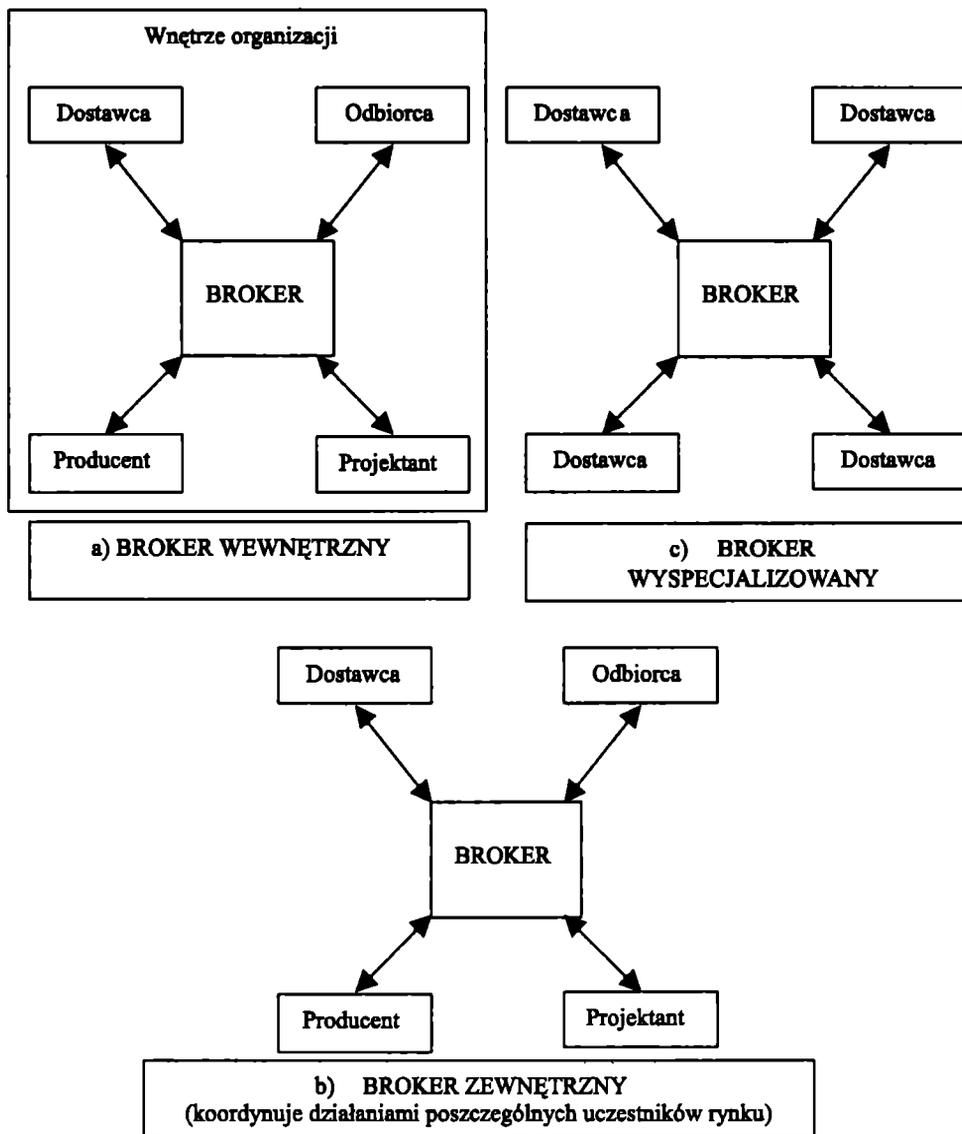 Wnętrze organizacji
Dostawca
Odbiorca
BROKER
Producent
Projektant
a) BROKER WEWNĘTRZNY
Dostawca
Dostawca
BROKER
Dostawca
Dostawca
c) BROKER
WYSPECJALIZOWANY
Dostawca
Odbiorca
BROKER
Producent
Projektant
b) BROKER ZEWNĘTRZNY
(koordynuje działaniami poszczególnych uczestników rynku)